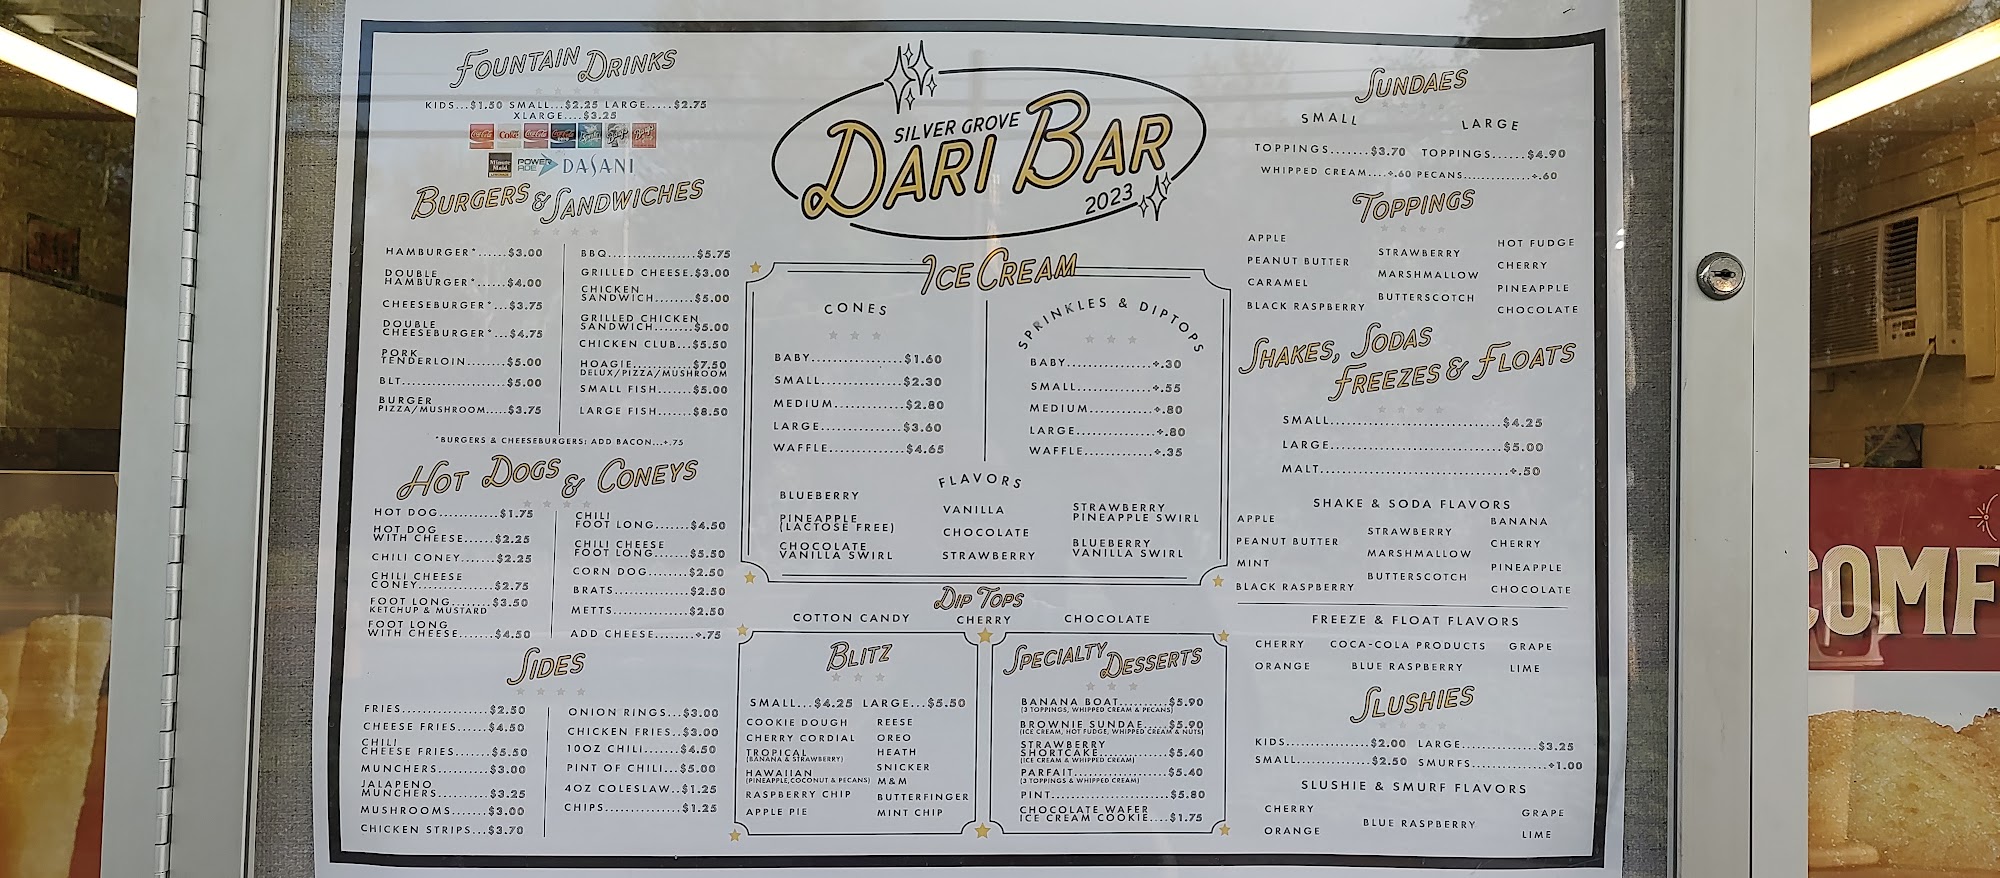 FOUNTAIN DRINKS
KIDS...$1.50 SMALL...$2.25 LARGE.....$2.75
XLARGE....$3.25
Minute Maid
POWERADE
DASANI
BURGERS & SANDWICHES
HAMBURGER*......$3.00
DOUBLE
HAMBURGER*......$4.00
CHEESEBURGER*...$3.75
DOUBLE
CHEESEBURGER*...$4.75
PORK
TENDERLOIN.......$5.00
BLT..................$5.00
BURGER
PIZZA/MUSHROOM.....$3.75
BBQ..................$5.75
GRILLED CHEESE.$3.00
CHICKEN
SANDWICH........$5.00
GRILLED CHICKEN
SANDWICH........$5.00
CHICKEN CLUB...$5.50
HOAGIE............$7.50
DELUX/PIZZA/MUSHROOM
SMALL FISH.......$5.00
LARGE FISH.......$8.50
*BURGERS & CHEESEBURGERS: ADD BACON...+.75
HOT DOGS & CONEYS
HOT DOG............$1.75
HOT DOG
WITH CHEESE......$2.25
CHILI CONEY.......$2.25
CHILI CHEESE
CONEY..............$2.75
FOOT LONG........$3.50
KETCHUP & MUSTARD
FOOT LONG
WITH CHEESE......$4.50
CHILI
FOOT LONG.......$4.50
CHILI CHEESE
FOOT LONG.......$5.50
CORN DOG........$2.50
BRATS..............$2.50
METTS..............$2.50
ADD CHEESE........+.75
SIDES
FRIES................$2.50
CHEESE FRIES......$4.50
CHILI
CHEESE FRIES.......$5.50
MUNCHERS..........$3.00
JALAPENO
MUNCHERS..........$3.25
MUSHROOMS.......$3.00
CHICKEN STRIPS...$3.70
ONION RINGS...$3.00
CHICKEN FRIES...$3.00
10OZ CHILI.......$4.50
PINT OF CHILI...$5.00
4OZ COLESLAW..$1.25
CHIPS..............$1.25
SILVER GROVE
DARI BAR
2023
ICE CREAM
CONES
BABY.................$1.60
SMALL...............$2.30
MEDIUM.............$2.80
LARGE...............$3.60
WAFFLE..............$4.65
SPRINKLES & DIPTOPS
BABY.................+.30
SMALL...............+.55
MEDIUM.............+.80
LARGE...............+.80
WAFFLE..............+.35
FLAVORS
BLUEBERRY
PINEAPPLE
(LACTOSE FREE)
CHOCOLATE
VANILLA SWIRL
VANILLA
CHOCOLATE
STRAWBERRY
STRAWBERRY
PINEAPPLE SWIRL
BLUEBERRY
VANILLA SWIRL
DIP TOPS
COTTON CANDY CHERRY CHOCOLATE
BLITZ
SMALL...$4.25 LARGE...$5.50
COOKIE DOUGH
CHERRY CORDIAL
TROPICAL
(BANANA & STRAWBERRY)
HAWAIIAN
(PINEAPPLE,COCONUT & PECANS)
RASPBERRY CHIP
APPLE PIE
REESE
OREO
HEATH
SNICKER
M&M
BUTTERFINGER
MINT CHIP
SPECIALTY DESSERTS
BANANA BOAT..........$5.90
(3 TOPPINGS, WHIPPED CREAM & PECANS)
BROWNIE SUNDAE.....$5.90
(ICE CREAM, HOT FUDGE, WHIPPED CREAM & NUTS)
STRAWBERRY
SHORTCAKE.............$5.40
(ICE CREAM & WHIPPED CREAM)
PARFAIT..................$5.40
(3 TOPPINGS & WHIPPED CREAM)
PINT.......................$5.80
CHOCOLATE WAFER
ICE CREAM COOKIE....$1.75
SUNDAES
SMALL LARGE
TOPPINGS.......$3.70 TOPPINGS......$4.90
WHIPPED CREAM....+.60 PECANS..............+.60
TOPPINGS
APPLE
PEANUT BUTTER
CARAMEL
BLACK RASPBERRY
STRAWBERRY
MARSHMALLOW
BUTTERSCOTCH
HOT FUDGE
CHERRY
PINEAPPLE
CHOCOLATE
SHAKES, SODAS
FREEZES & FLOATS
SMALL..............................$4.25
LARGE..............................$5.00
MALT.................................+.50
SHAKE & SODA FLAVORS
APPLE
PEANUT BUTTER
MINT
BLACK RASPBERRY
STRAWBERRY
MARSHMALLOW
BUTTERSCOTCH
BANANA
CHERRY
PINEAPPLE
CHOCOLATE
FREEZE & FLOAT FLAVORS
CHERRY COCA-COLA PRODUCTS GRAPE
ORANGE BLUE RASPBERRY LIME
SLUSHIES
KIDS................$2.00 LARGE..............$3.25
SMALL..............$2.50 SMURFS...............+1.00
SLUSHIE & SMURF FLAVORS
CHERRY
ORANGE
BLUE RASPBERRY
GRAPE
LIME
COMF